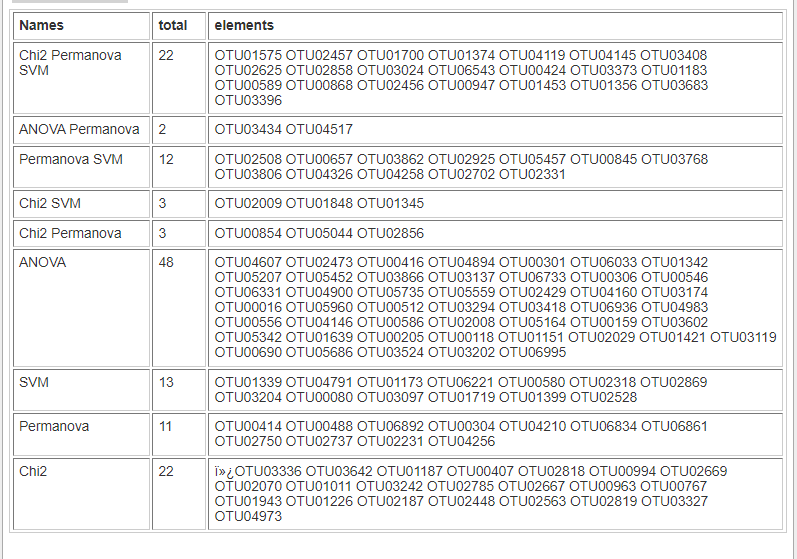 Names total elements
Chi2 Permanova SVM 22 OTU01575 OTU02457 OTU01700 OTU01374 OTU04119 OTU04145 OTU03408
OTU02625 OTU02858 OTU03024 OTU06543 OTU00424 OTU03373 OTU01183
OTU00589 OTU00868 OTU02456 OTU00947 OTU01453 OTU01356 OTU03683
OTU03396
ANOVA Permanova 2 OTU03434 OTU04517
Permanova SVM 12 OTU02508 OTU00657 OTU03862 OTU02925 OTU05457 OTU00845 OTU03768
OTU03806 OTU04326 OTU04258 OTU02702 OTU02331
Chi2 SVM 3 OTU02009 OTU01848 OTU01345
Chi2 Permanova 3 OTU00854 OTU05044 OTU02856
ANOVA 48 OTU04607 OTU02473 OTU00416 OTU04894 OTU00301 OTU06033 OTU01342
OTU05207 OTU05452 OTU03866 OTU03137 OTU06733 OTU00306 OTU00546
OTU06331 OTU04900 OTU05735 OTU05559 OTU02429 OTU04160 OTU03174
OTU00016 OTU05960 OTU00512 OTU03294 OTU03418 OTU06936 OTU04983
OTU00556 OTU04146 OTU00586 OTU02008 OTU05164 OTU00159 OTU03602
OTU05342 OTU01639 OTU00205 OTU00118 OTU01151 OTU02029 OTU01421 OTU03119
OTU00690 OTU05686 OTU03524 OTU03202 OTU06995
SVM 13 OTU01339 OTU04791 OTU01173 OTU06221 OTU00580 OTU02318 OTU02869
OTU03204 OTU00080 OTU03097 OTU01719 OTU01399 OTU02528
Permanova 11 OTU00414 OTU00488 OTU06892 OTU00304 OTU04210 OTU06834 OTU06861
OTU02750 OTU02737 OTU02231 OTU04256
Chi2 22 ï»¿OTU03336 OTU03642 OTU01187 OTU00407 OTU02818 OTU00994 OTU02669
OTU02070 OTU01011 OTU03242 OTU02785 OTU02667 OTU00963 OTU00767
OTU01943 OTU01226 OTU02187 OTU02448 OTU02563 OTU02819 OTU03327
OTU04973